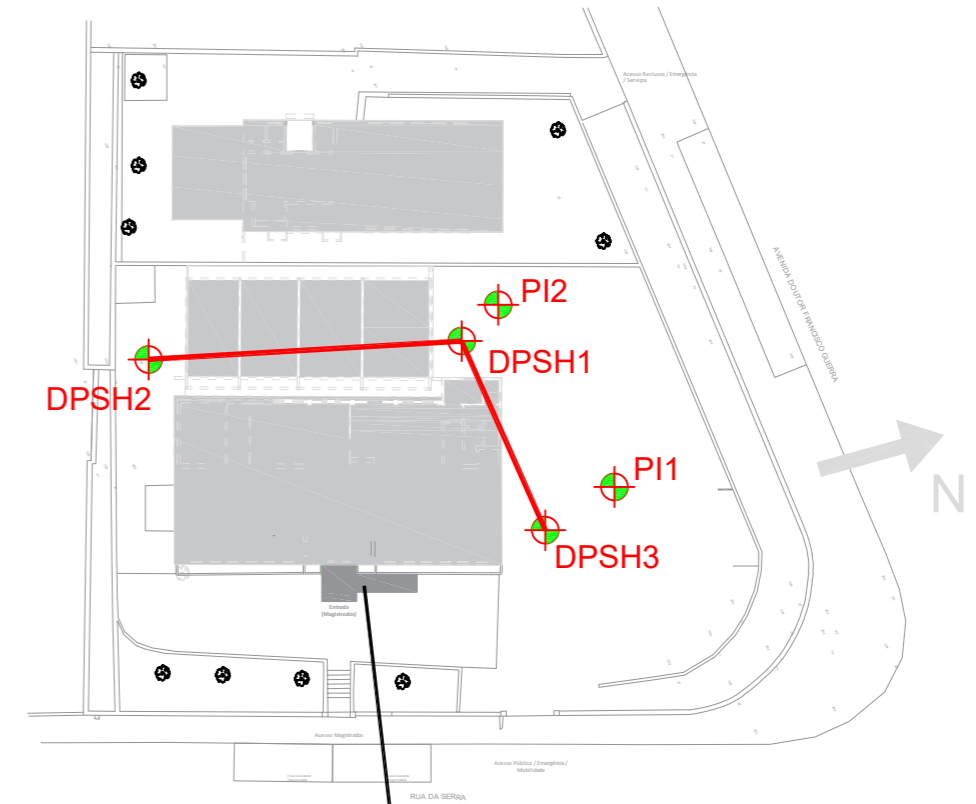 Acesso Reclusos / Emergência
/ Serviços
AVENIDA DOUTOR FRANCISCO GUERRA
PI2
DPSH1
DPSH2
N
PI1
DPSH3
Entrada
(Magistrados)
Acesso Magistrados
Acesso Público / Emergência /
Mobilidade
RUA DA SERRA